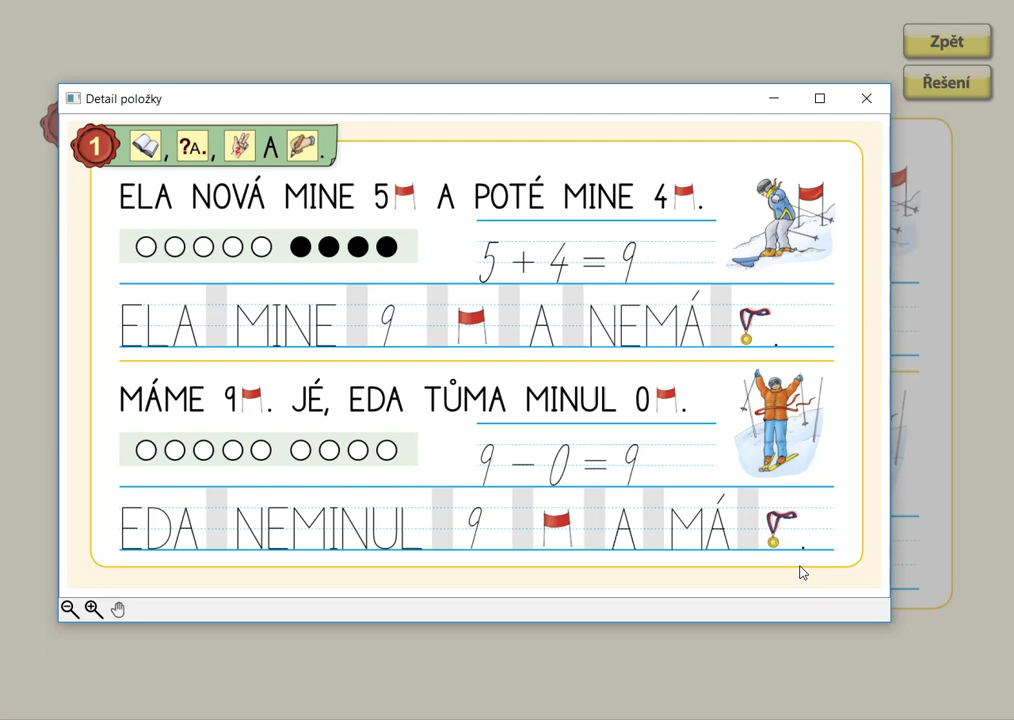 Zpět
Řešení
Detail položky
1 , ?A. , A .
ELA NOVÁ MINE 5 A POTÉ MINE 4 .
5 + 4 = 9
ELA MINE 9 A NEMÁ .
MÁME 9 . JÉ, EDA TŮMA MINUL 0 .
9 - 0 = 9
EDA NEMINUL 9 A MÁ .